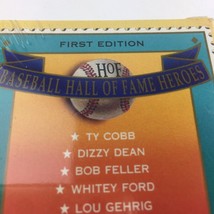 FIRST EDITION
HOF
BASEBALL HALL OF FAME HEROES
★ TY COBB
★ DIZZY DEAN
★ BOB FELLER
★ WHITEY FORD
★ LOU GEHRIG